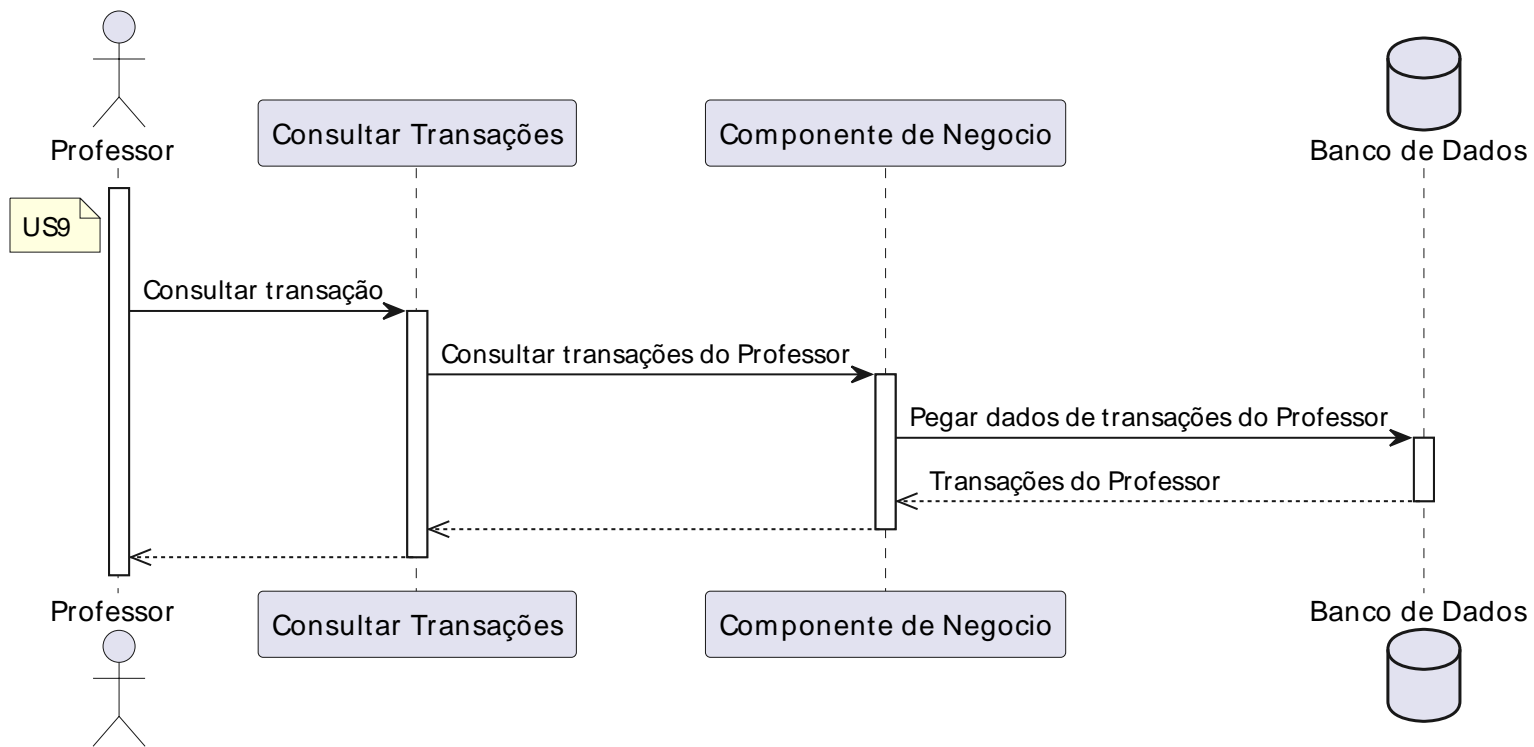 Professor
Consultar Transações
Componente de Negocio
Banco de Dados
US9
Consultar transação
Consultar transações do Professor
Pegar dados de transações do Professor
Transações do Professor
Professor
Consultar Transações
Componente de Negocio
Banco de Dados